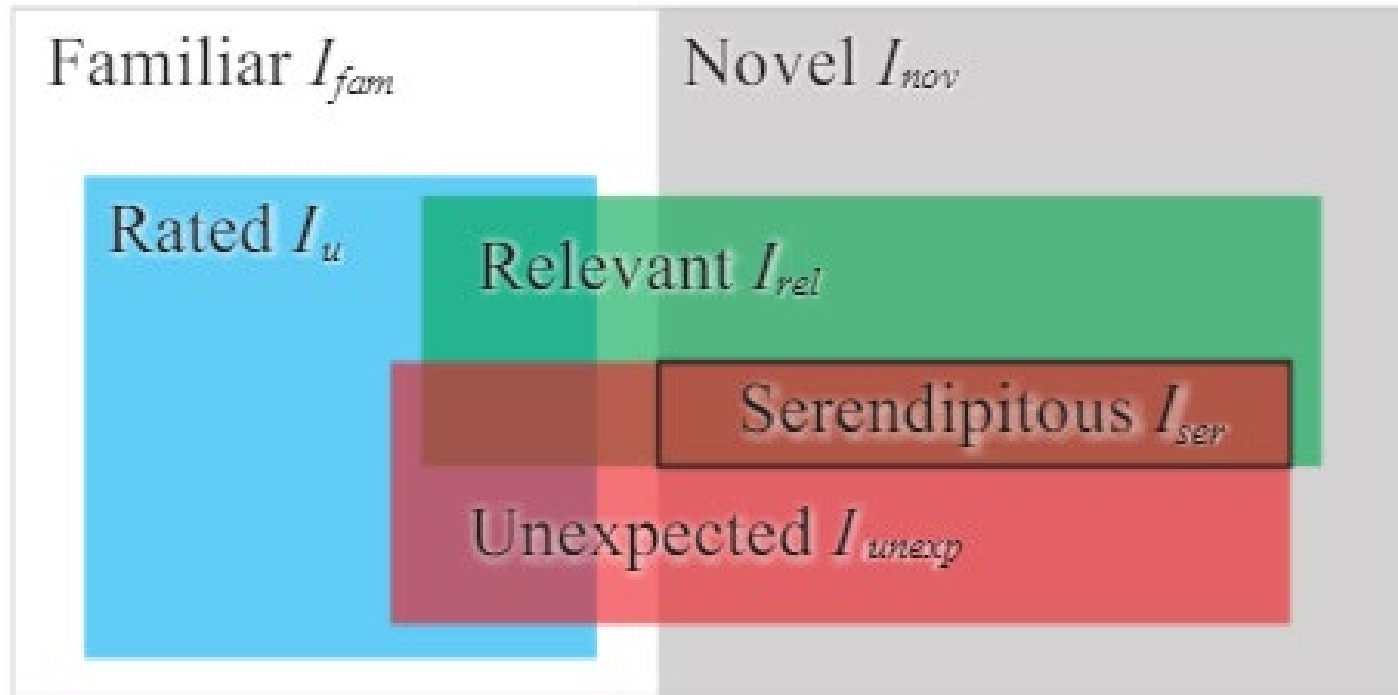 Familiar I_fam
Novel I_nov
Rated I_u
Relevant I_rel
Serendipitous I_ser
Unexpected I_unexp